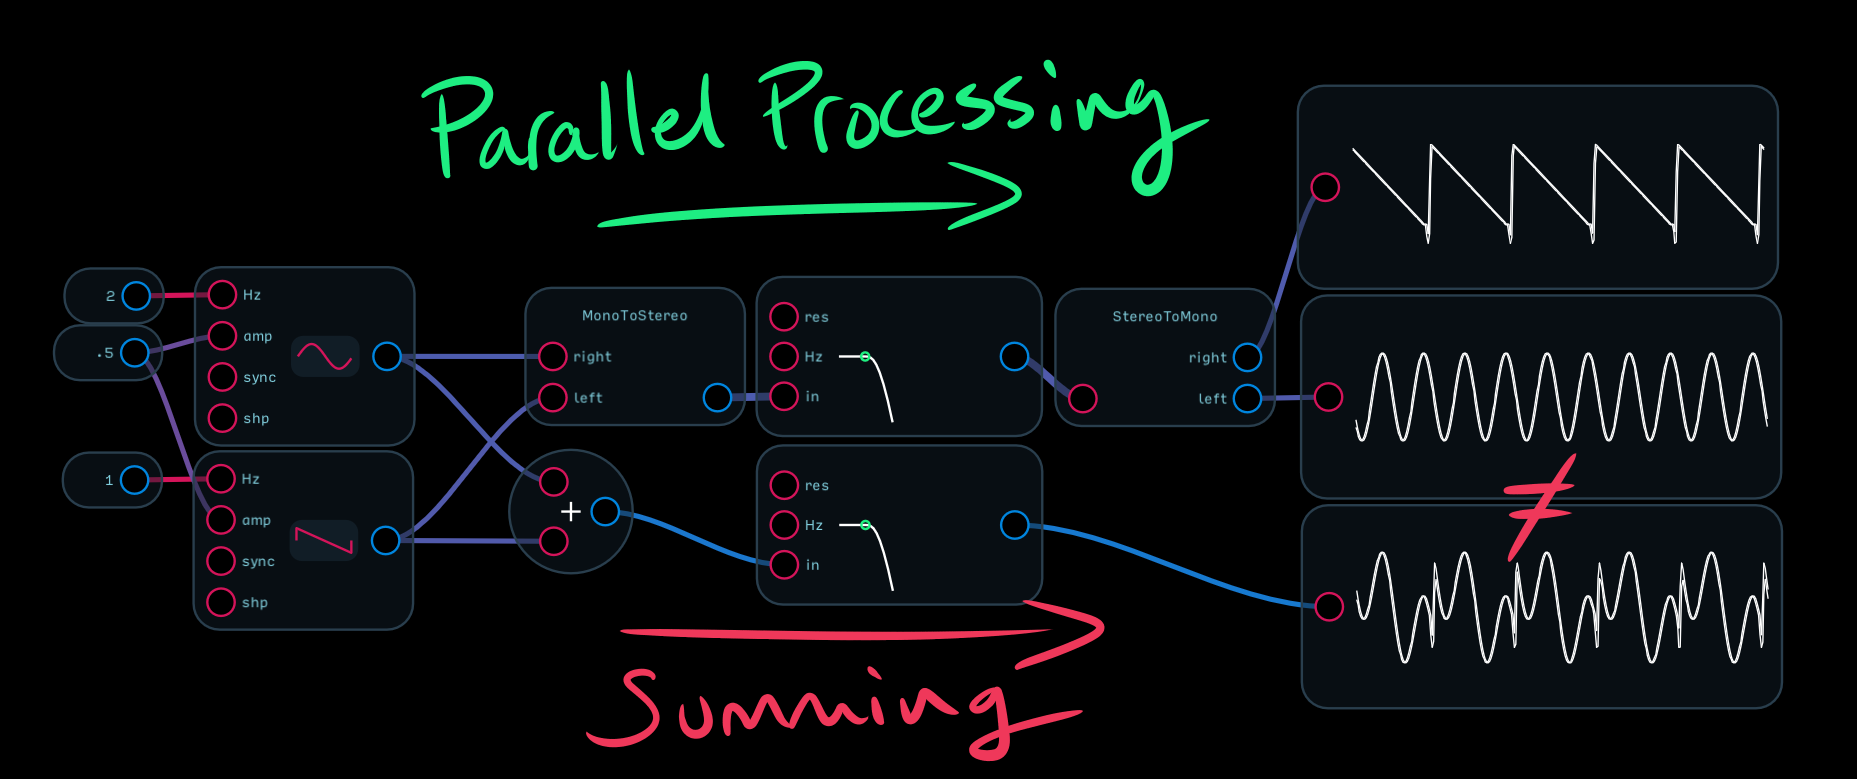 Parallel Processing
2
Hz
.5
amp
sync
shp
1
Hz
amp
sync
shp
MonoToStereo
right
left
+
res
Hz
in
res
Hz
in
StereoToMono
right
left
≠
Summing